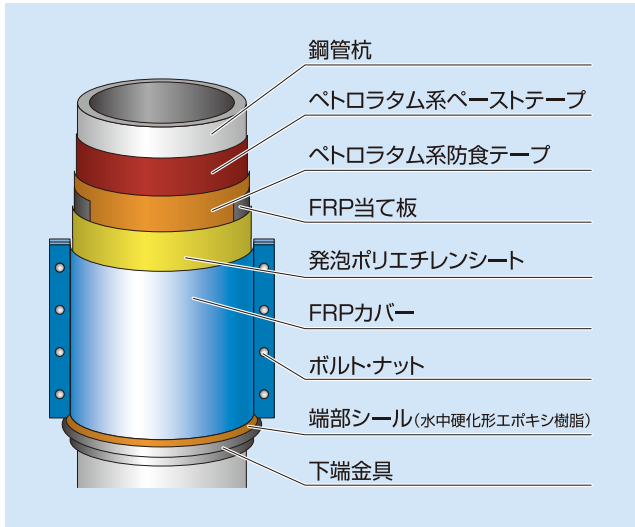 鋼管杭
ペトロラタム系ペーストテープ
ペトロラタム系防食テープ
FRP当て板
発泡ポリエチレンシート
FRPカバー
ボルト・ナット
端部シール（水中硬化形エポキシ樹脂）
下端金具